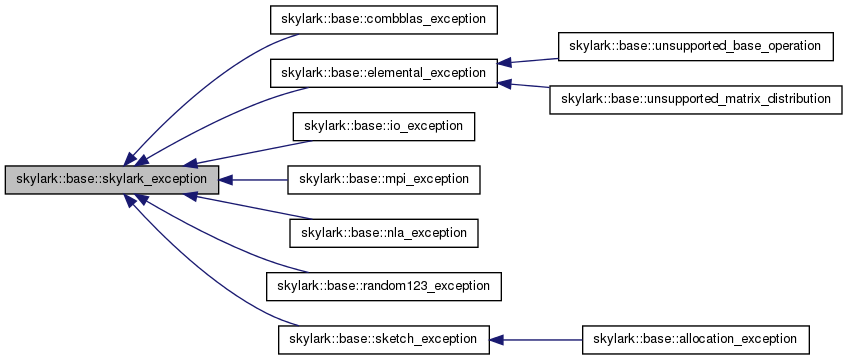 skylark::base::combblas_exception
skylark::base::unsupported_base_operation
skylark::base::elemental_exception
skylark::base::unsupported_matrix_distribution
skylark::base::io_exception
skylark::base::skylark_exception
skylark::base::mpi_exception
skylark::base::nla_exception
skylark::base::random123_exception
skylark::base::sketch_exception
skylark::base::allocation_exception